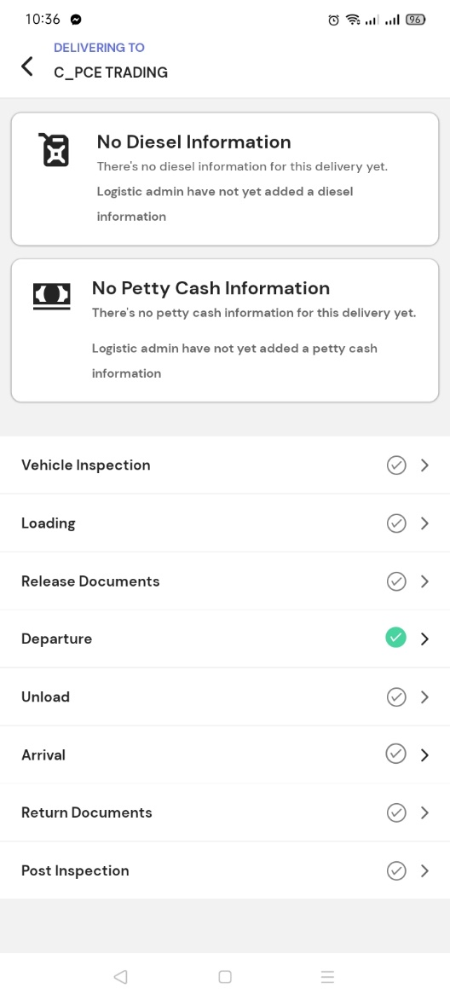 10:36
96
DELIVERING TO
C_PCE TRADING
No Diesel Information
There's no diesel information for this delivery yet.
Logistic admin have not yet added a diesel
information
No Petty Cash Information
There's no petty cash information for this delivery yet.
Logistic admin have not yet added a petty cash
information
Vehicle Inspection
Loading
Release Documents
Departure
Unload
Arrival
Return Documents
Post Inspection